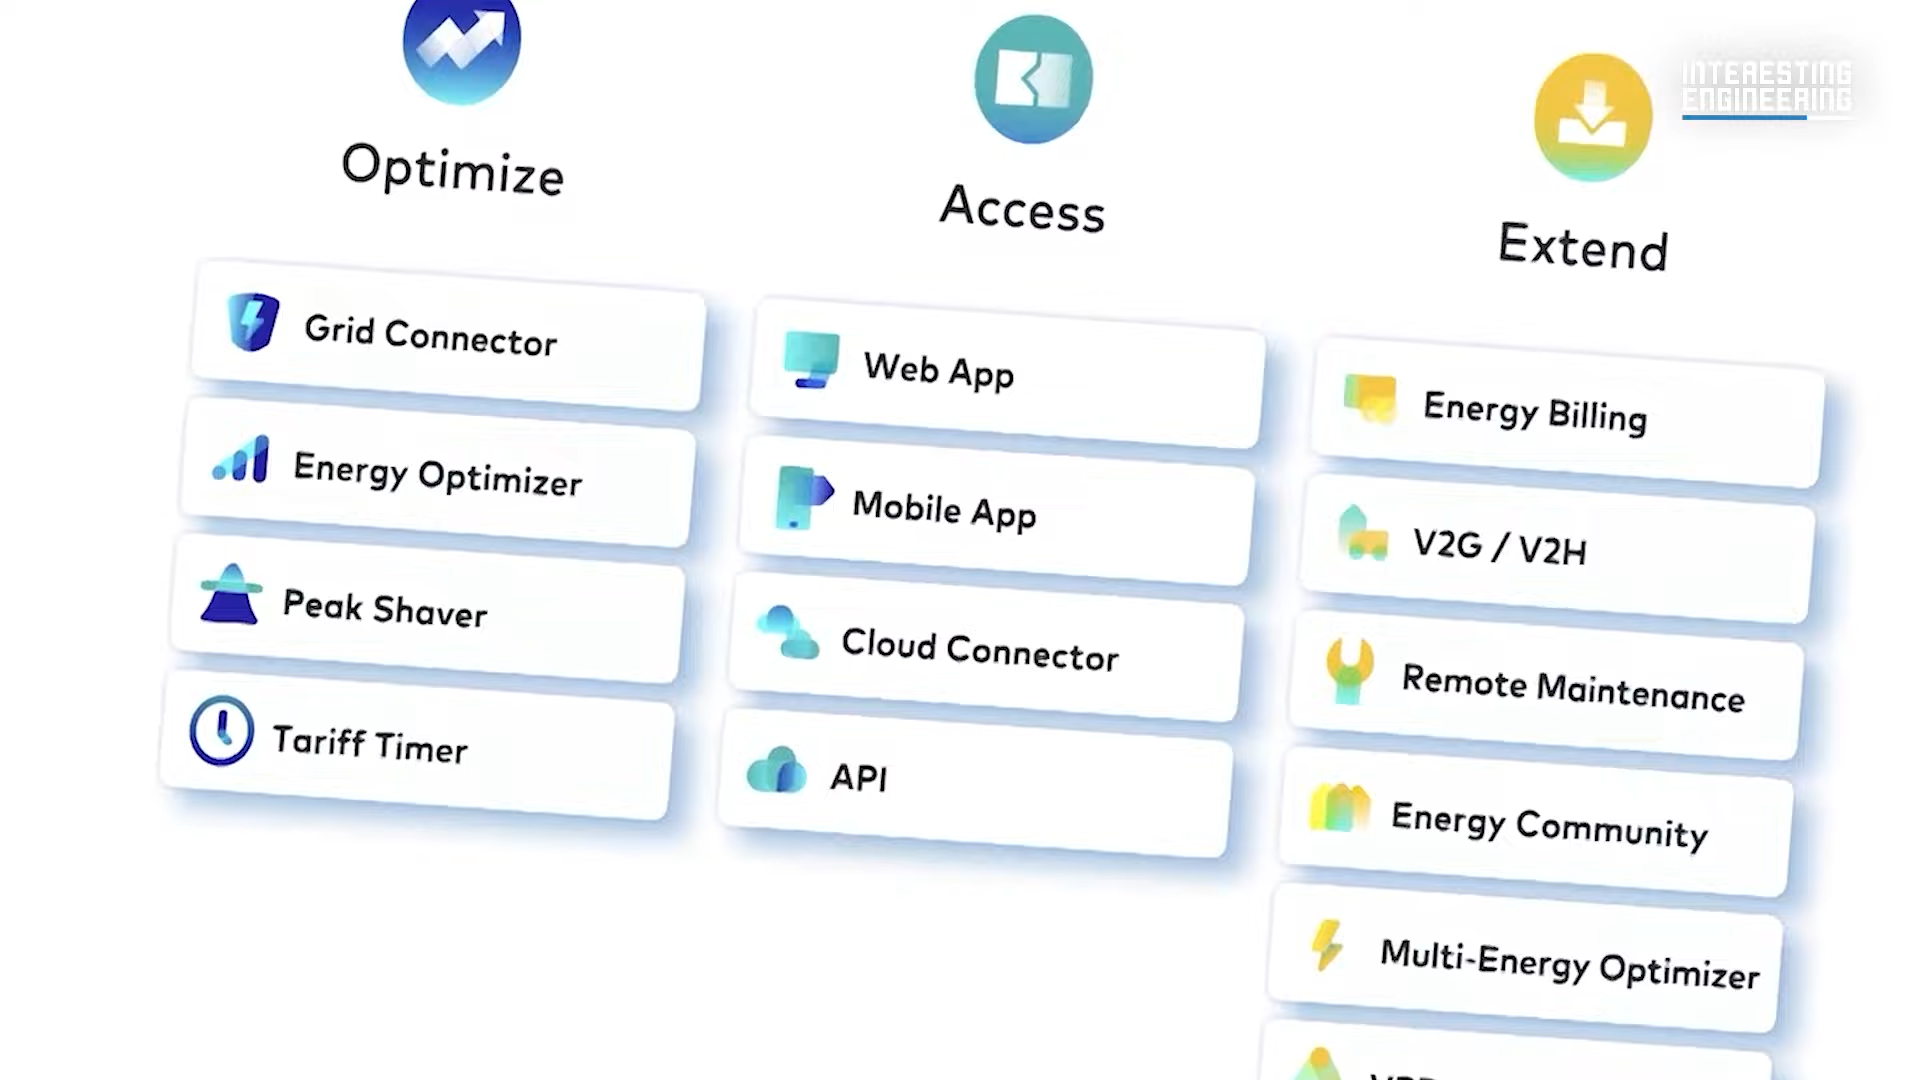 INTERESTING
ENGINEERING
Optimize
Grid Connector
Energy Optimizer
Peak Shaver
Tariff Timer
Access
Web App
Mobile App
Cloud Connector
API
Extend
Energy Billing
V2G / V2H
Remote Maintenance
Energy Community
Multi-Energy Optimizer